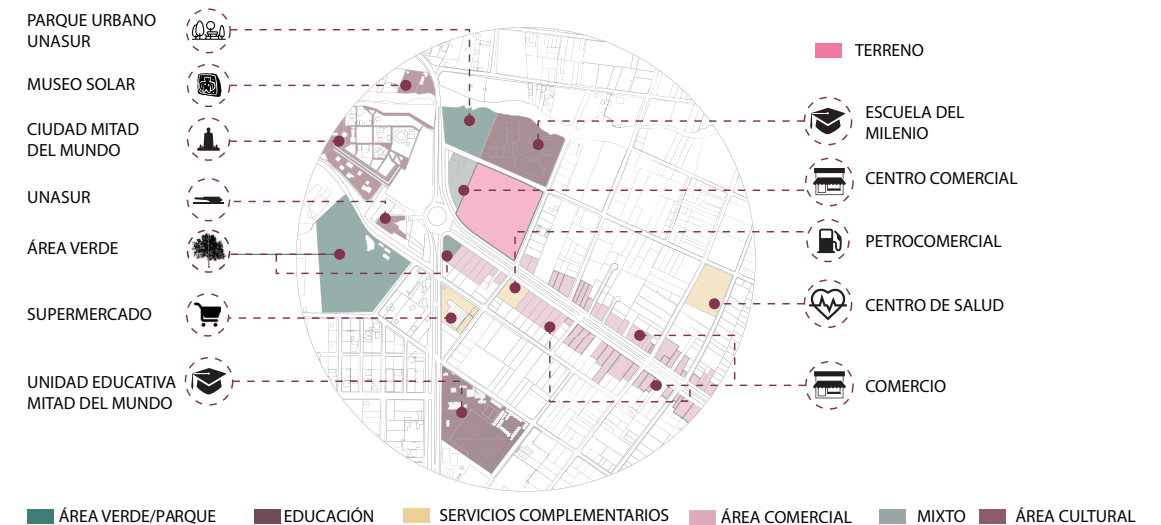 PARQUE URBANO
UNASUR
MUSEO SOLAR
CIUDAD MITAD
DEL MUNDO
UNASUR
ÁREA VERDE
SUPERMERCADO
UNIDAD EDUCATIVA
MITAD DEL MUNDO
TERRENO
ESCUELA DEL
MILENIO
CENTRO COMERCIAL
PETROCOMERCIAL
CENTRO DE SALUD
COMERCIO
ÁREA VERDE/PARQUE
EDUCACIÓN
SERVICIOS COMPLEMENTARIOS
ÁREA COMERCIAL
MIXTO
ÁREA CULTURAL